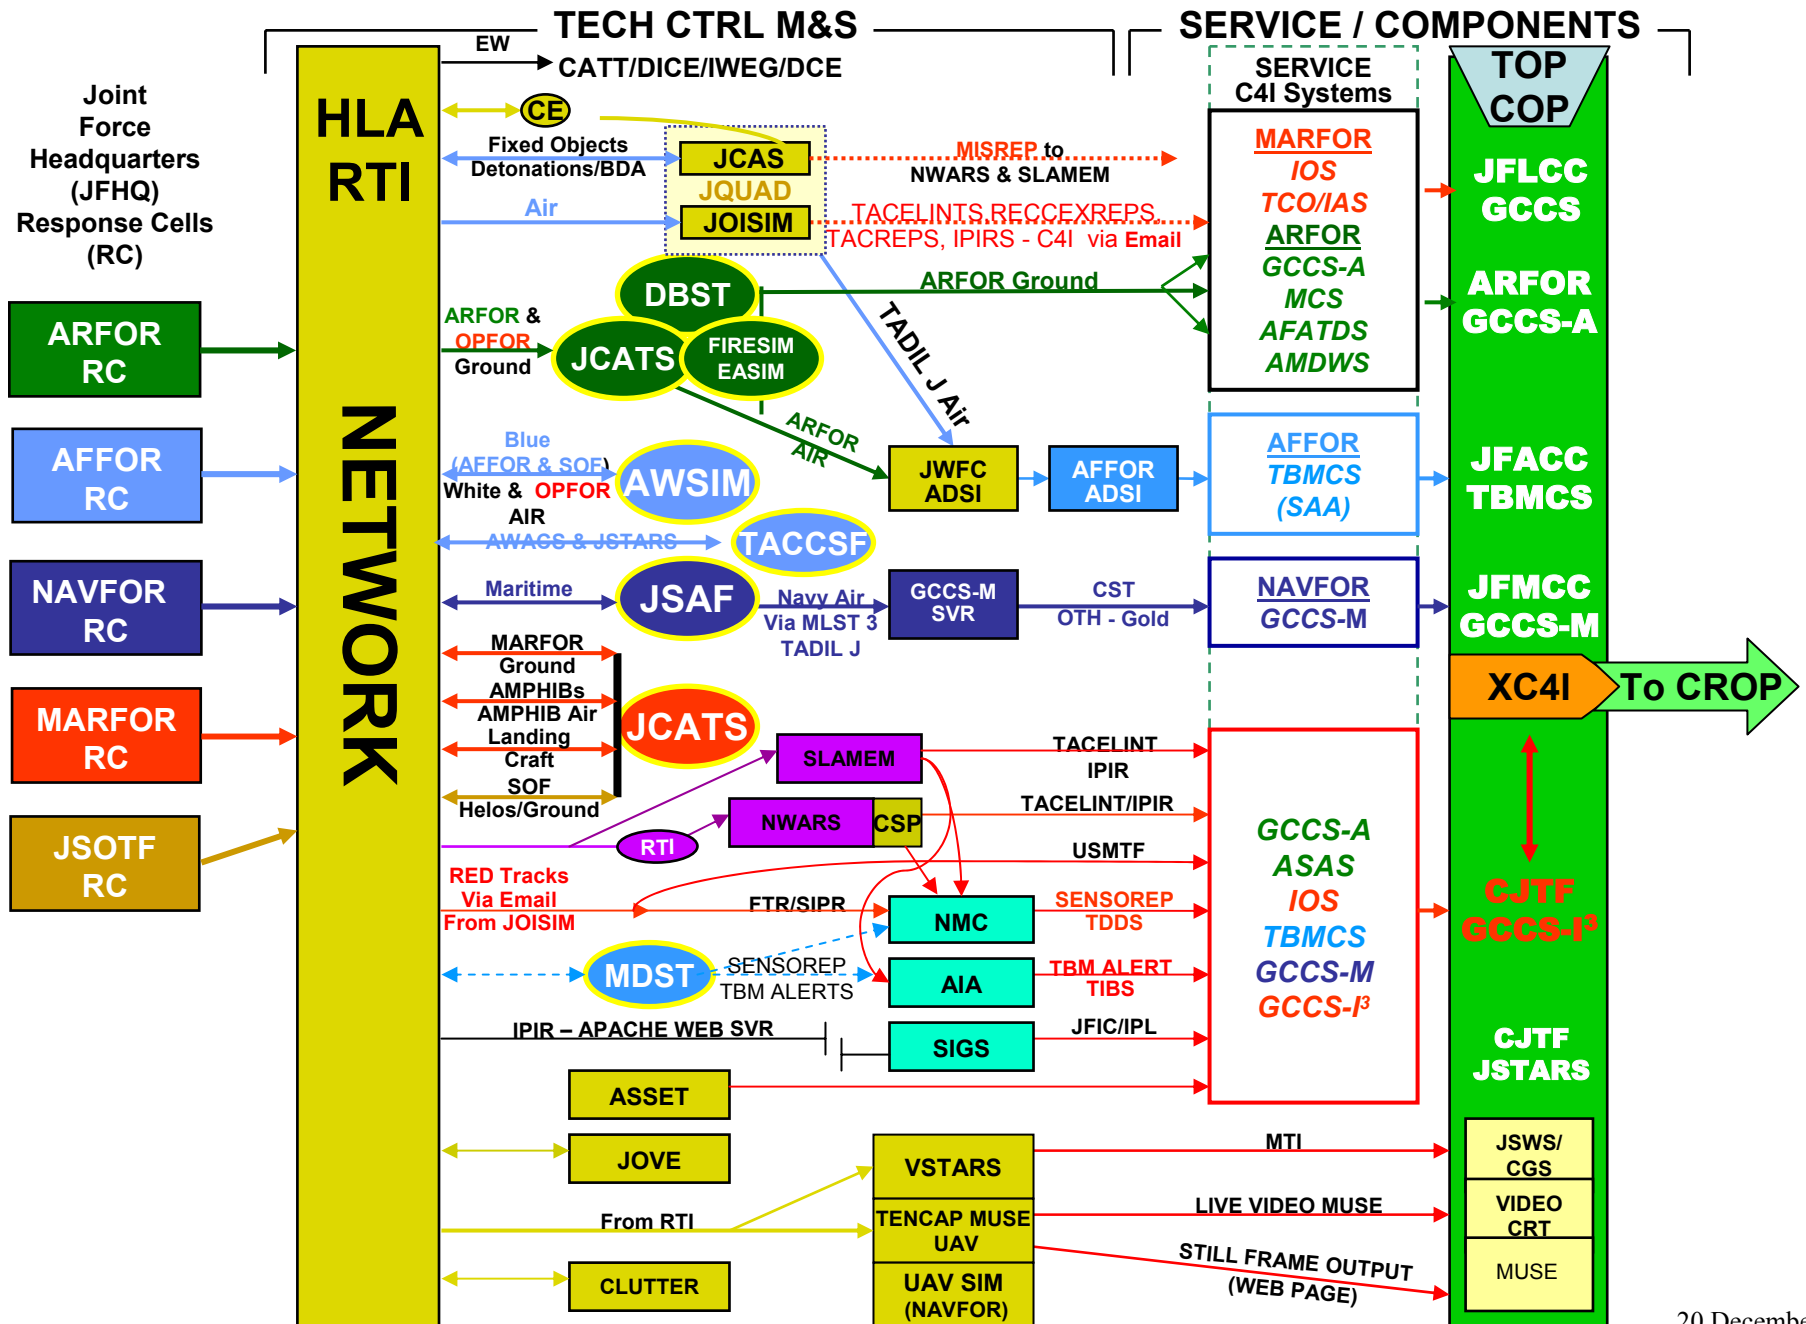 TECH CTRL M&S
SERVICE / COMPONENTS
Joint
Force
Headquarters
(JFHQ)
Response Cells
(RC)
ARFOR
RC
AFFOR
RC
NAVFOR
RC
MARFOR
RC
JSOTF
RC
HLA
RTI
NETWORK
EW
CATT/DICE/IWEG/DCE
CE
Fixed Objects
Detonations/BDA
JCAS
JQUAD
JOISIM
Air
MISREP to
NWARS & SLAMEM
TACELINTS, RECCEXREPS,
TACREPS, IPIRS - C4I via Email
DBST
ARFOR Ground
ARFOR &
OPFOR
Ground
JCATS
FIRESIM
EASIM
TADIL J Air
ARFOR
AIR
Blue
(AFFOR & SOF)
White & OPFOR
AIR
AWSIM
JWFC
ADSI
AFFOR
ADSI
AWACS & JSTARS
TACCSF
Maritime
JSAF
Navy Air
Via MLST 3
TADIL J
GCCS-M
SVR
CST
OTH - Gold
MARFOR
Ground
AMPHIBs
AMPHIB Air
Landing
Craft
SOF
Helos/Ground
JCATS
SLAMEM
TACELINT
IPIR
NWARS
CSP
TACELINT/IPIR
RTI
USMTF
RED Tracks
Via Email
From JOISIM
FTR/SIPR
NMC
SENSOREP
TDDS
MDST
SENSOREP
TBM ALERTS
AIA
TBM ALERT
TIBS
IPIR – APACHE WEB SVR
SIGS
JFIC/IPL
ASSET
JOVE
From RTI
CLUTTER
VSTARS
TENCAP MUSE
UAV
UAV SIM
(NAVFOR)
MTI
LIVE VIDEO MUSE
STILL FRAME OUTPUT
(WEB PAGE)
SERVICE
C4I Systems
MARFOR
IOS
TCO/IAS
ARFOR
GCCS-A
MCS
AFATDS
AMDWS
AFFOR
TBMCS
(SAA)
NAVFOR
GCCS-M
GCCS-A
ASAS
IOS
TBMCS
GCCS-M
GCCS-I³
TOP
COP
JFLCC
GCCS
ARFOR
GCCS-A
JFACC
TBMCS
JFMCC
GCCS-M
XC4I
To CROP
CJTF
GCCS-I³
CJTF
JSTARS
JSWS/
CGS
VIDEO
CRT
MUSE
20 Decembe